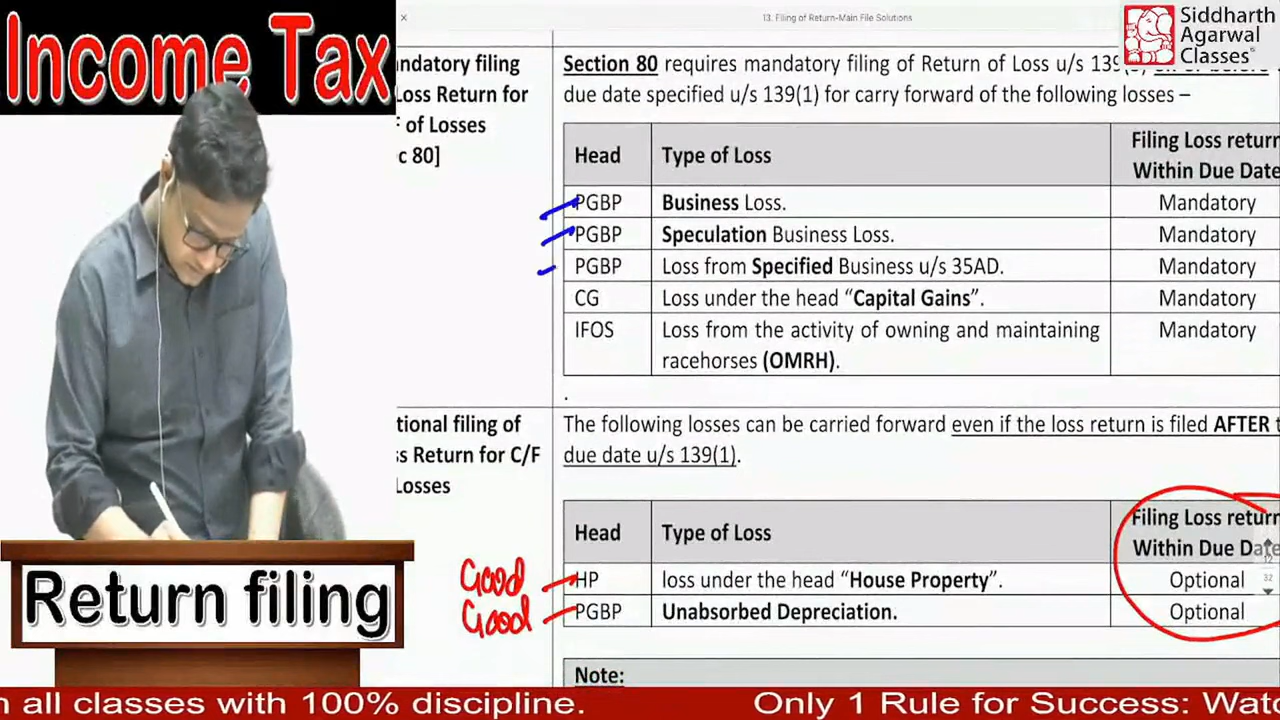 Income Tax
13. Filing of Return-Main File Solutions
Siddharth
Agarwal
Classes
ndatory filing
Loss Return for
of Losses
c 80]
Section 80 requires mandatory filing of Return of Loss u/s 139
due date specified u/s 139(1) for carry forward of the following losses –
Head Type of Loss Filing Loss return Within Due Date
PGBP Business Loss. Mandatory
PGBP Speculation Business Loss. Mandatory
PGBP Loss from Specified Business u/s 35AD. Mandatory
CG Loss under the head “Capital Gains”. Mandatory
IFOS Loss from the activity of owning and maintaining Mandatory
racehorses (OMRH).
.
tional filing of
ss Return for C/F
Losses
The following losses can be carried forward even if the loss return is filed AFTER t
due date u/s 139(1).
Head Type of Loss Filing Loss return Within Due Date
Good HP loss under the head “House Property”. Optional
Good PGBP Unabsorbed Depreciation. Optional
Note:
12
32
Return filing
n all classes with 100% discipline. Only 1 Rule for Success: Watc